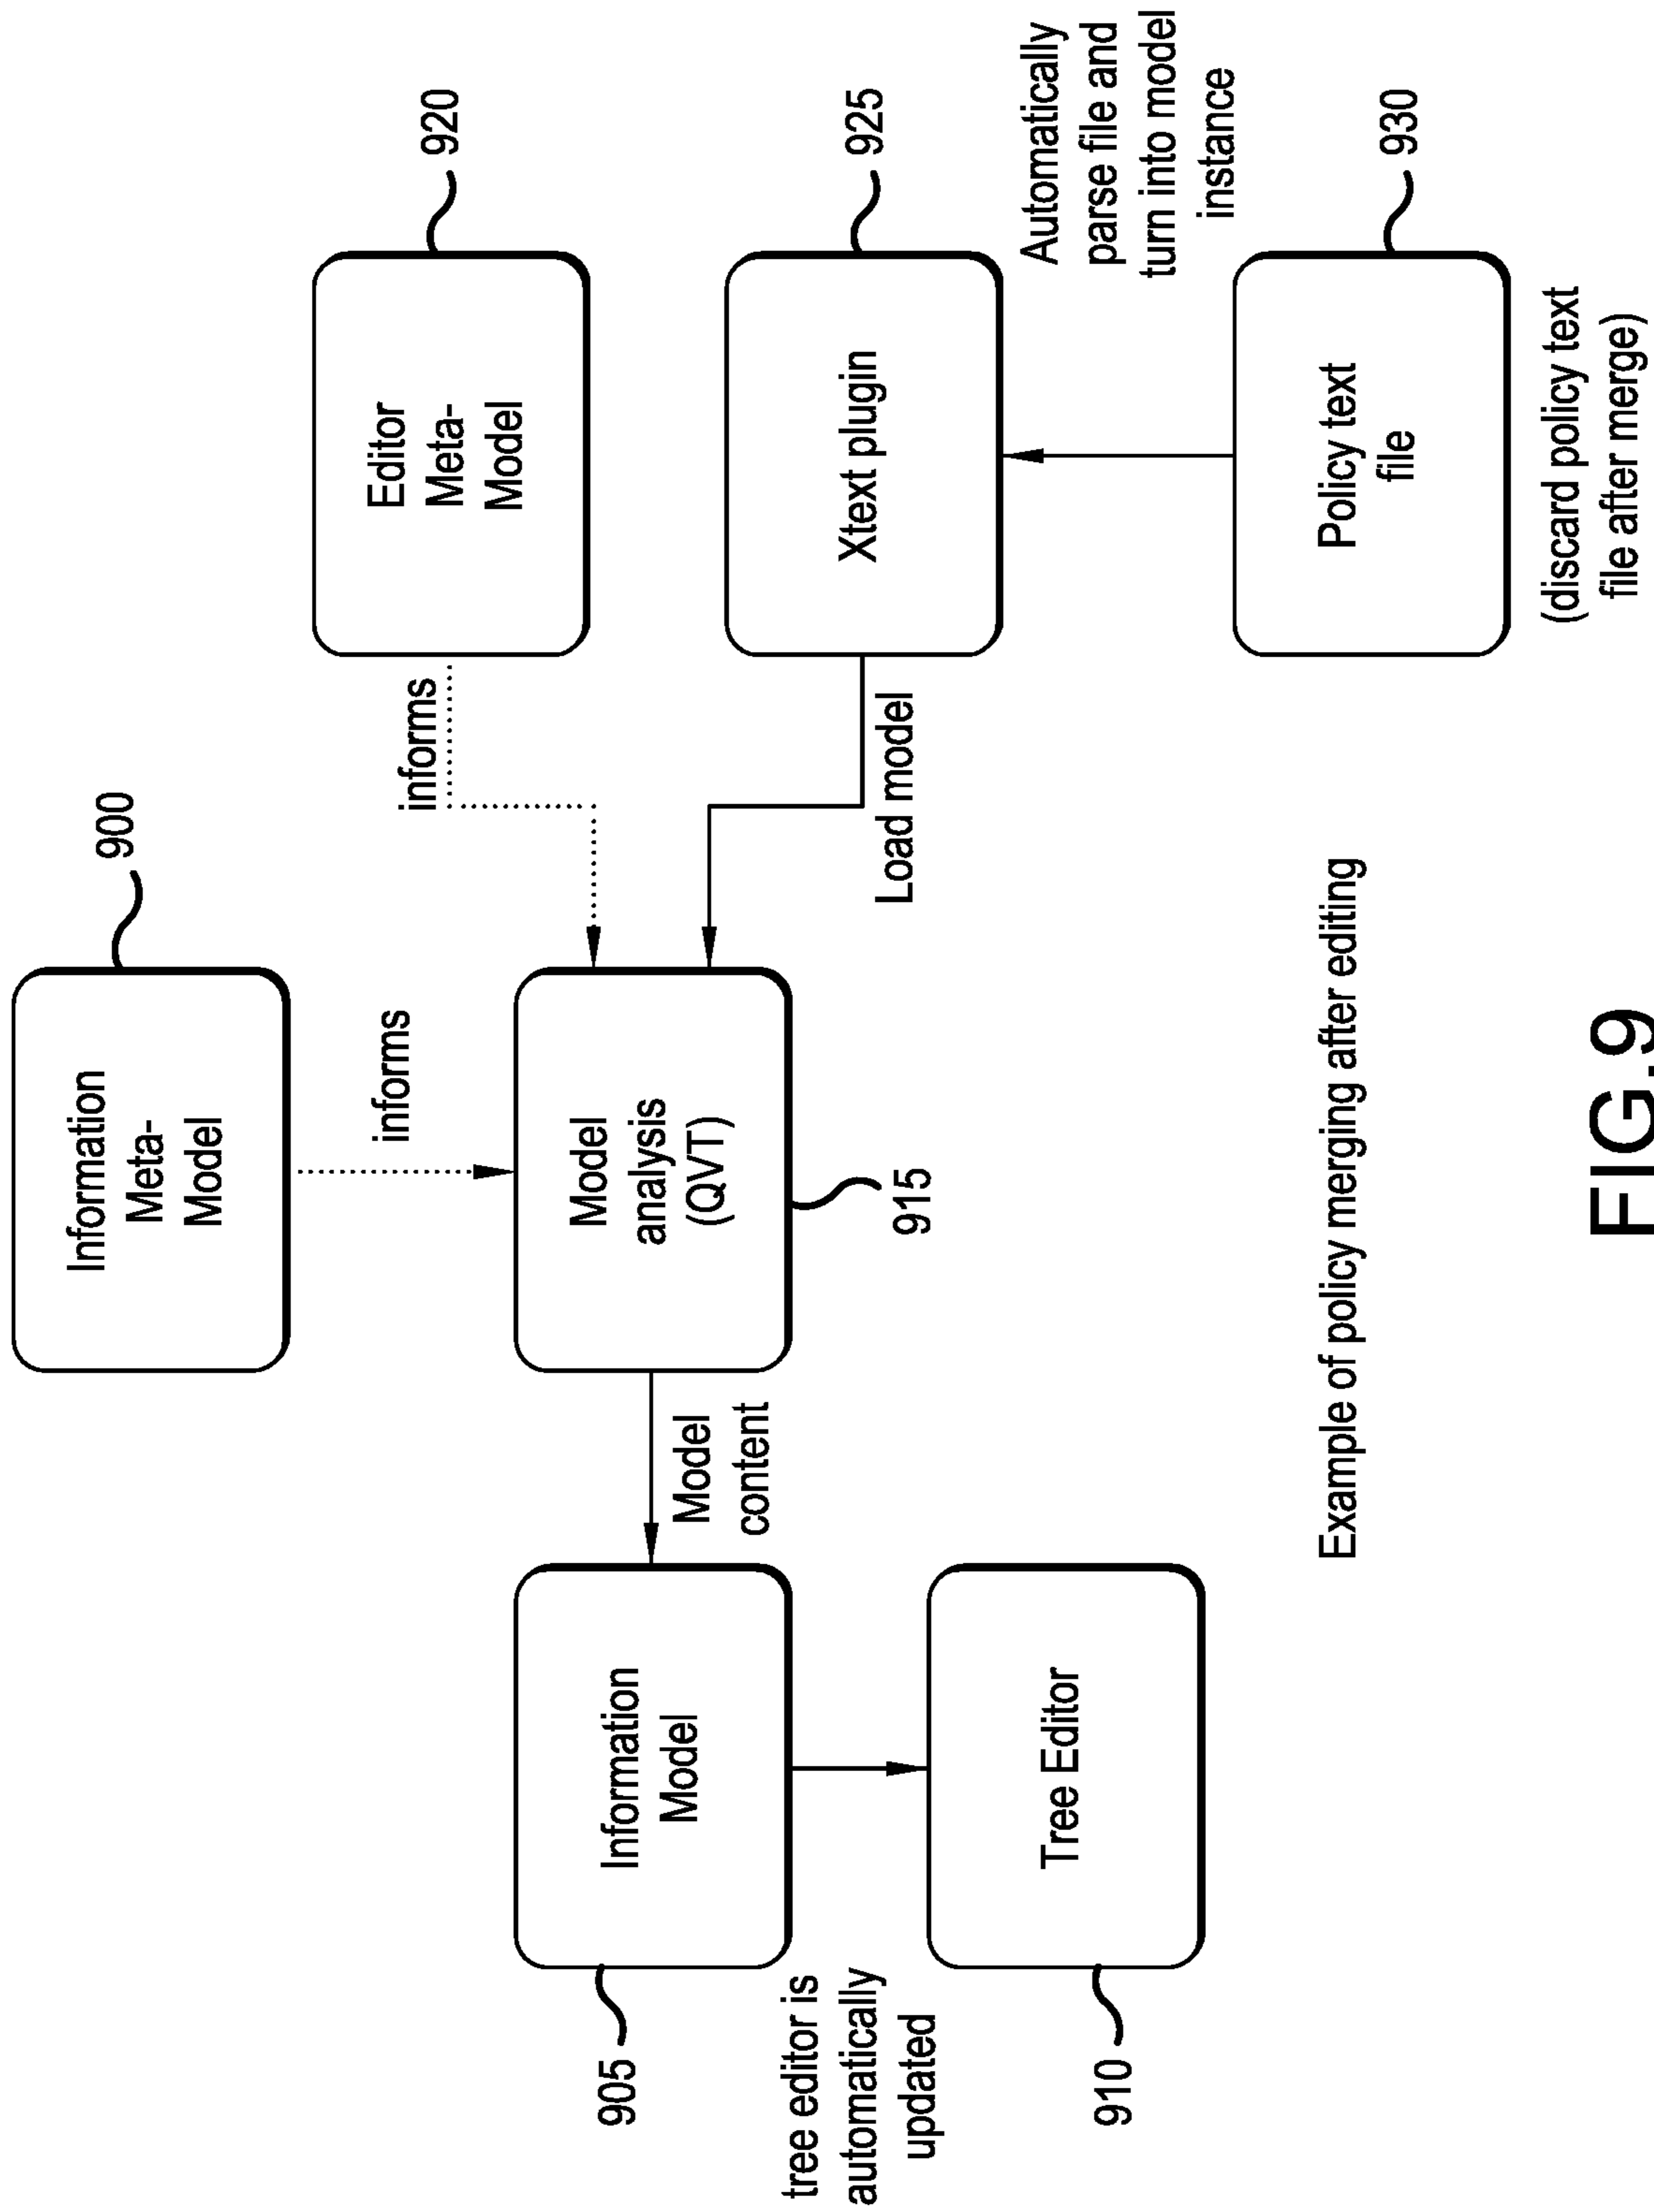 900
Information
Meta-
Model
informs
920
Editor
Meta-
Model
informs
905
Information
Model
Model
content
Model
analysis
(QVT)
915
Load model
Xtext plugin
925
tree editor is
automatically
updated
Automatically
parse file and
turn into model
instance
910
Tree Editor
Policy text
file
930
(discard policy text
file after merge)
Example of policy merging after editing
FIG.9